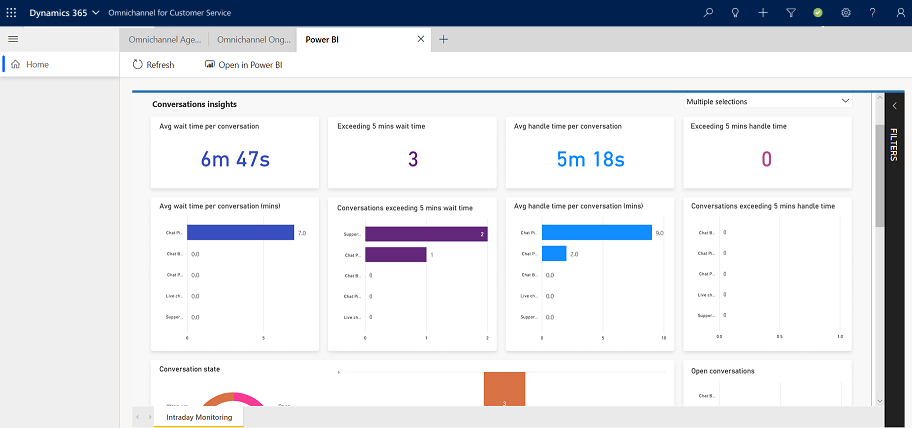 Dynamics 365 Omnichannel for Customer Service
Omnichannel Age... Omnichannel Ong... Power BI
Home
Refresh Open in Power BI
Conversations insights
Multiple selections
FILTERS
Avg wait time per conversation
6m 47s
Exceeding 5 mins wait time
3
Avg handle time per conversation
5m 18s
Exceeding 5 mins handle time
0
Avg wait time per conversation (mins)
Chat Pi... 7.0
Chat B... 0.0
Chat P... 0.0
Live ch... 0.0
Suppor... 0.0
0 5
Conversations exceeding 5 mins wait time
Suppor... 2
Chat P... 1
Chat B... 0
Chat Pi... 0
Live ch... 0
0 1 2
Avg handle time per conversation (mins)
Chat Pi... 9.0
Chat P... 2.0
Chat B... 0.0
Live ch... 0.0
Suppor... 0.0
0 5 10
Conversations exceeding 5 mins handle time
Chat B... 0
Chat Pi... 0
Chat P... 0
Live ch... 0
Suppor... 0
0.0 0.5 1.0
Conversation state
3
Open conversations
Chat B...
Intraday Monitoring